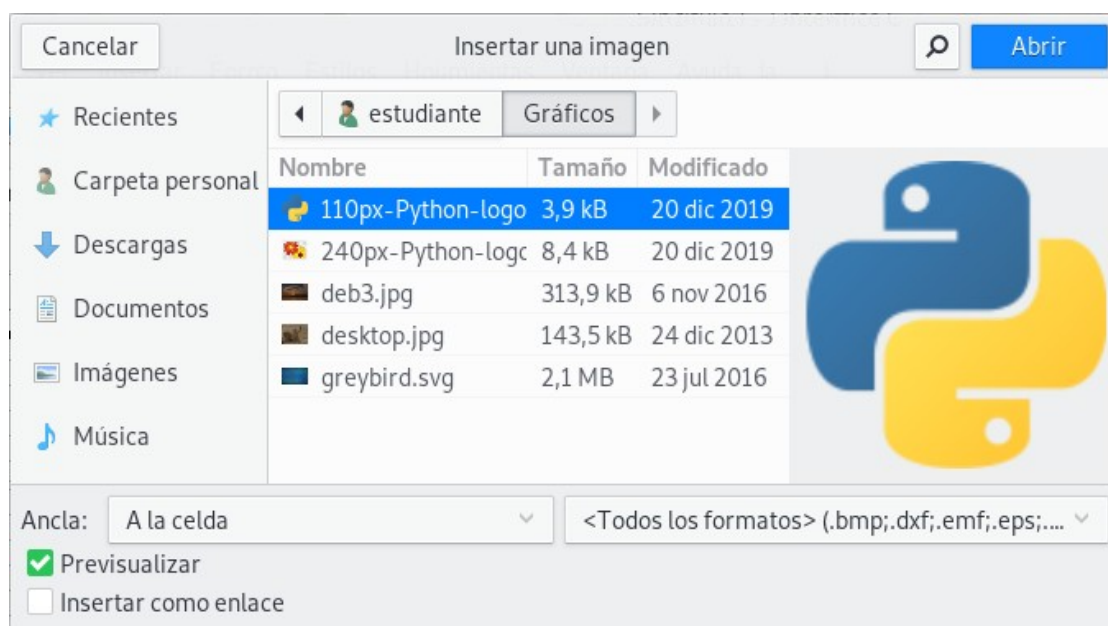 Cancelar Insertar una imagen Abrir
Recientes
Carpeta personal
Descargas
Documentos
Imágenes
Música
estudiante Gráficos
Nombre Tamaño Modificado
110px-Python-logo 3,9 kB 20 dic 2019
240px-Python-logo 8,4 kB 20 dic 2019
deb3.jpg 313,9 kB 6 nov 2016
desktop.jpg 143,5 kB 24 dic 2013
greybird.svg 2,1 MB 23 jul 2016
Ancla: A la celda <Todos los formatos> (.bmp;.dxf;.emf;.eps;....
Previsualizar
Insertar como enlace